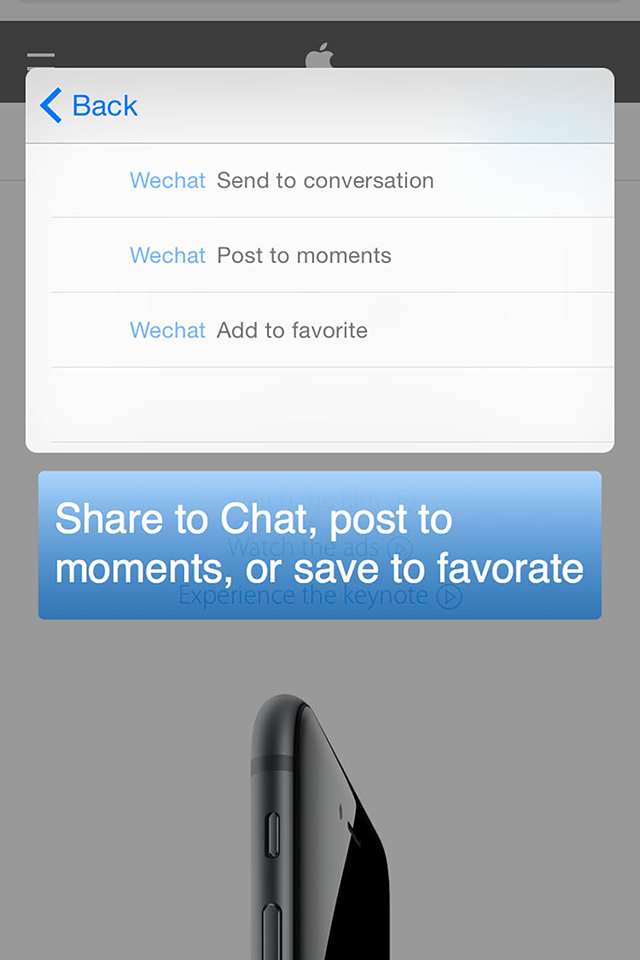 Back
Wechat Send to conversation
Wechat Post to moments
Wechat Add to favorite
Share to Chat, post to
Watch the ads
moments, or save to favorate
Experience the keynote